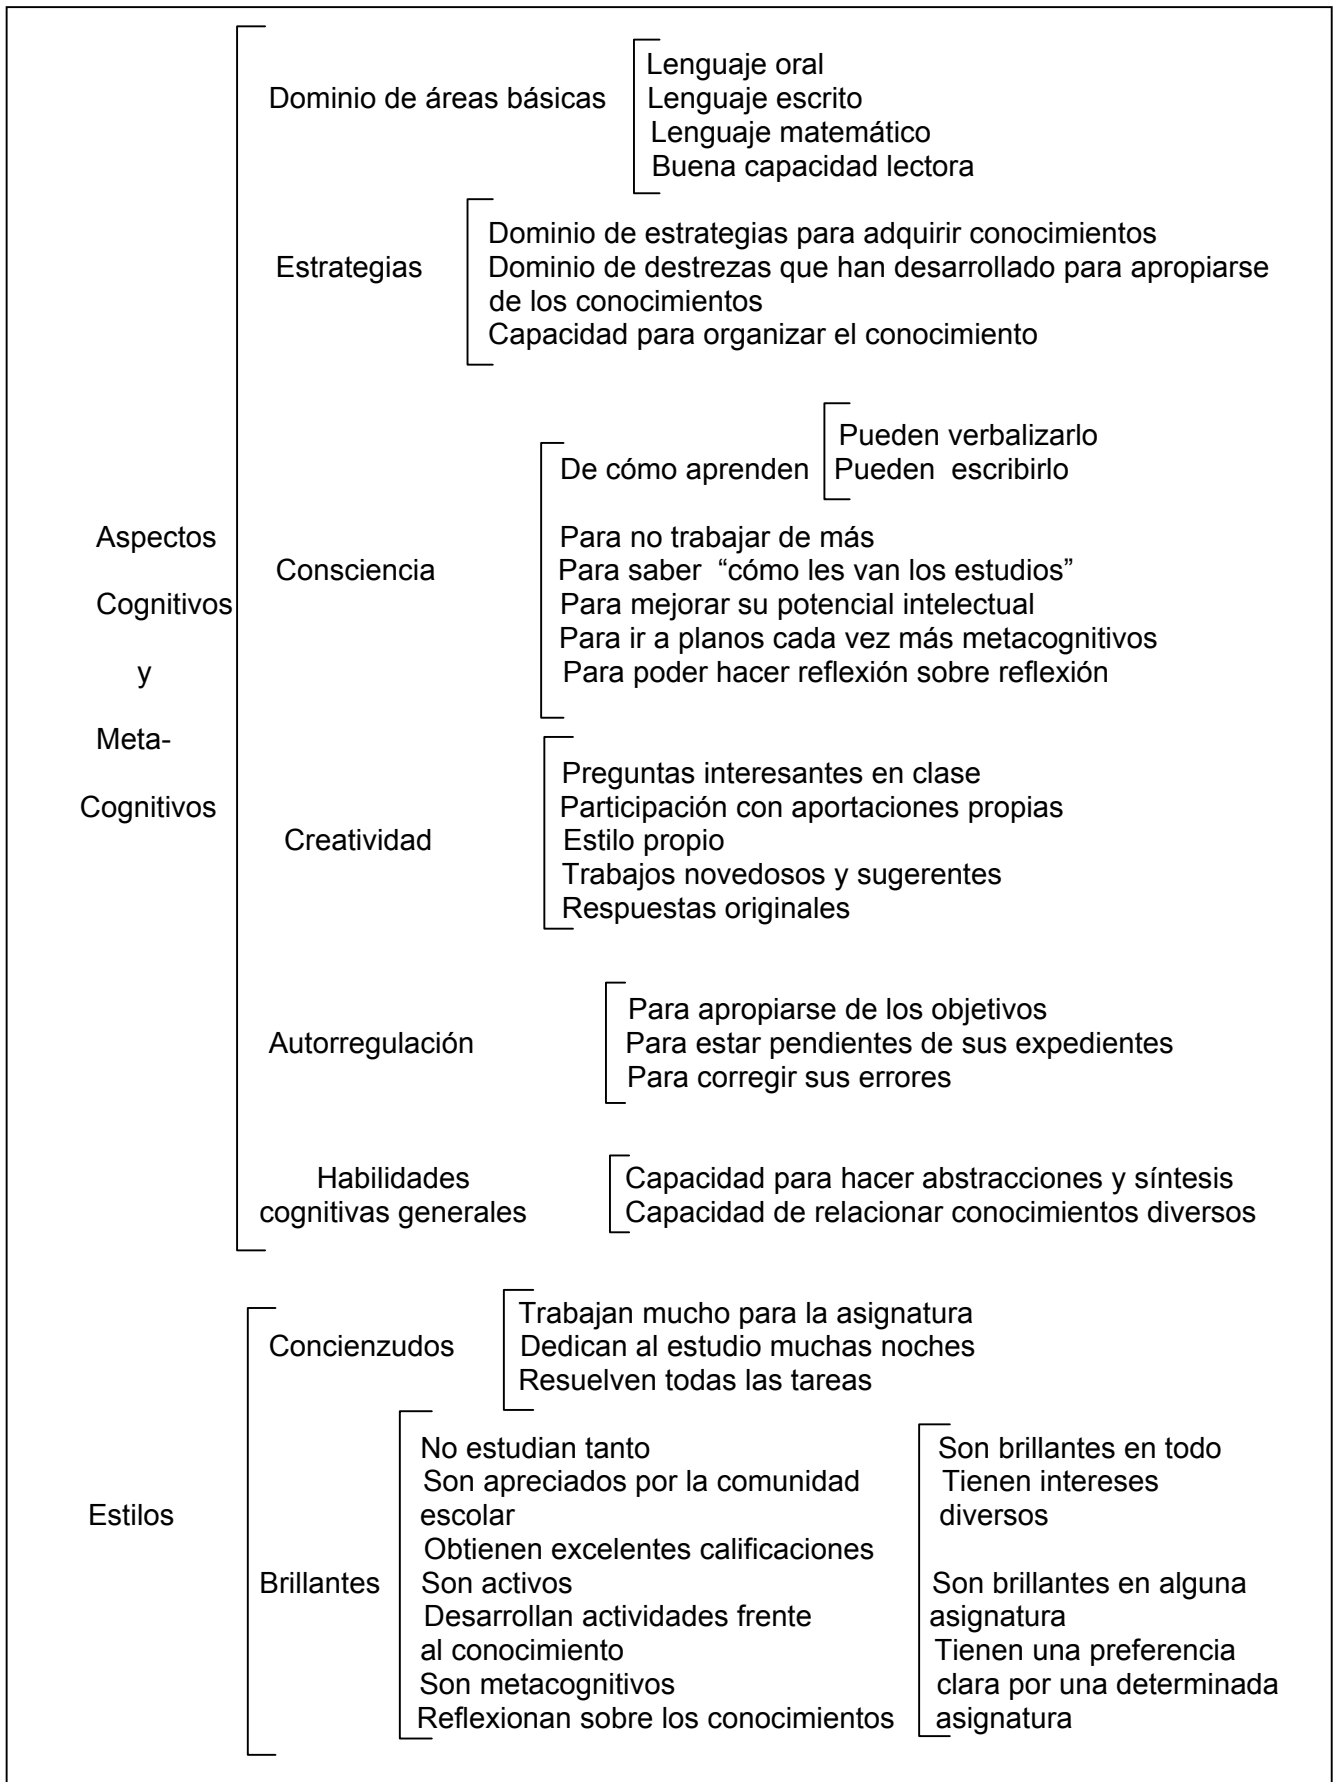 Dominio de áreas básicas
Lenguaje oral
Lenguaje escrito
Lenguaje matemático
Buena capacidad lectora
Estrategias
Dominio de estrategias para adquirir conocimientos
Dominio de destrezas que han desarrollado para apropiarse
de los conocimientos
Capacidad para organizar el conocimiento
Aspectos
Cognitivos
y
Meta-
Cognitivos
Consciencia
De cómo aprenden
Pueden verbalizarlo
Pueden escribirlo
Para no trabajar de más
Para saber “cómo les van los estudios”
Para mejorar su potencial intelectual
Para ir a planos cada vez más metacognitivos
Para poder hacer reflexión sobre reflexión
Creatividad
Preguntas interesantes en clase
Participación con aportaciones propias
Estilo propio
Trabajos novedosos y sugerentes
Respuestas originales
Autorregulación
Para apropiarse de los objetivos
Para estar pendientes de sus expedientes
Para corregir sus errores
Habilidades
cognitivas generales
Capacidad para hacer abstracciones y síntesis
Capacidad de relacionar conocimientos diversos
Estilos
Concienzudos
Trabajan mucho para la asignatura
Dedican al estudio muchas noches
Resuelven todas las tareas
Brillantes
No estudian tanto
Son apreciados por la comunidad
escolar
Obtienen excelentes calificaciones
Son activos
Desarrollan actividades frente
al conocimiento
Son metacognitivos
Reflexionan sobre los conocimientos
Son brillantes en todo
Tienen intereses
diversos
Son brillantes en alguna
asignatura
Tienen una preferencia
clara por una determinada
asignatura